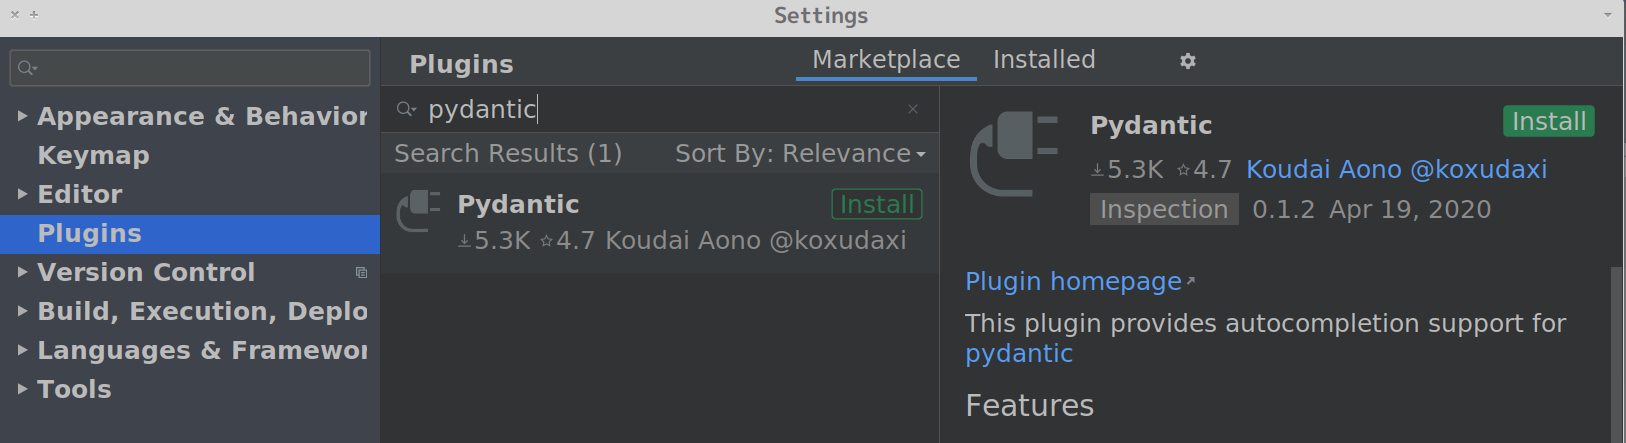 Settings
Appearance & Behavior
Keymap
Editor
Plugins
Version Control
Build, Execution, Deplo
Languages & Framewor
Tools
Plugins
Marketplace
Installed
pydantic
Search Results (1)
Sort By: Relevance
Pydantic
Install
5.3K 4.7 Koudai Aono @koxudaxi
Pydantic
Install
5.3K 4.7 Koudai Aono @koxudaxi
Inspection 0.1.2 Apr 19, 2020
Plugin homepage
This plugin provides autocompletion support for
pydantic
Features